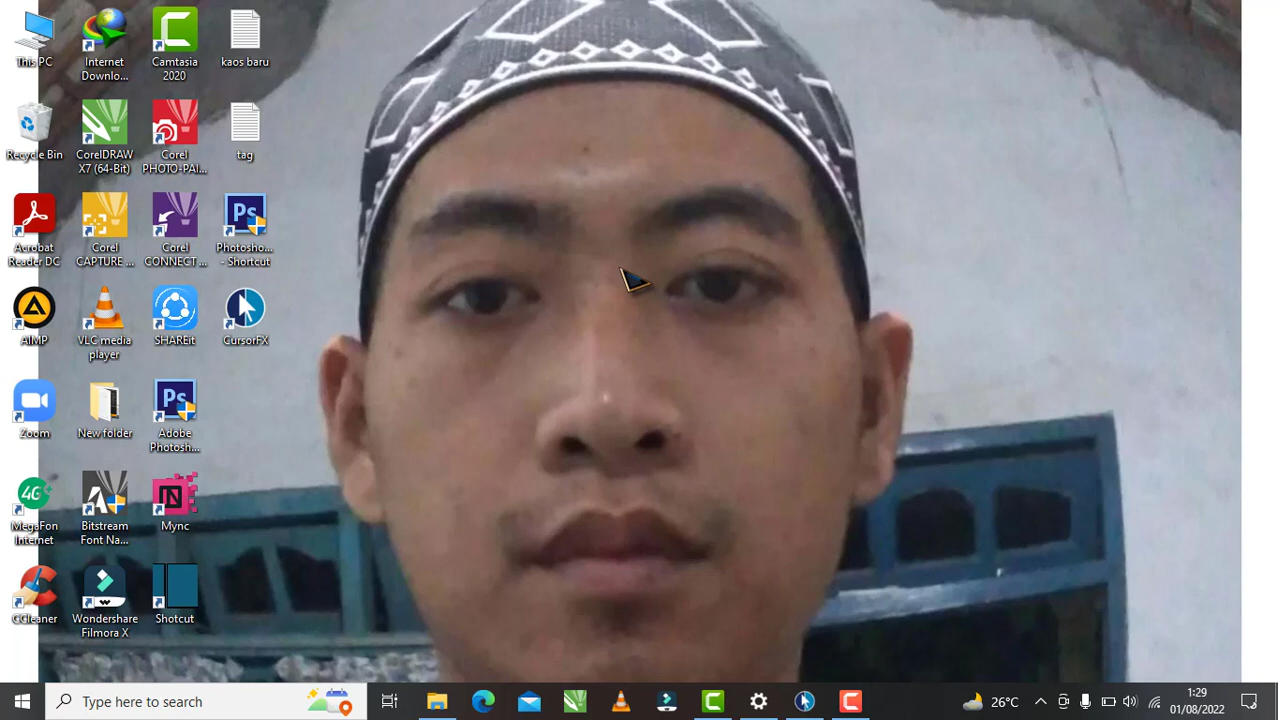 This PC
Internet
Downlo...
Camtasia
2020
kaos baru
Recycle Bin
CorelDRAW
X7 (64-Bit)
Corel
PHOTO-PAI...
tag
Acrobat
Reader DC
Corel
CAPTURE ...
Corel
CONNECT ...
Photosho...
- Shortcut
AIMP
VLC media
player
SHAREit
CursorFX
Zoom
New folder
Adobe
Photosh...
MegaFon
Internet
Bitstream
Font Na...
Mync
CCleaner
Wondershare
Filmora X
Shotcut
Ps
Ps
4G
Type here to search
26°C
1:29
01/08/2022